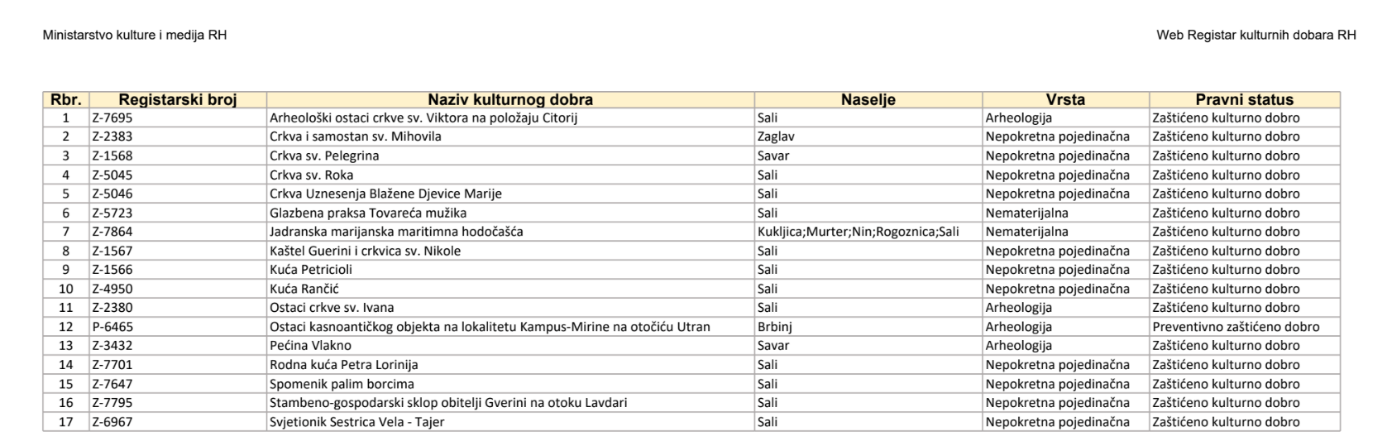 Ministarstvo kulture i medija RH Web Registar kulturnih dobara RH
Rbr. Registarski broj Naziv kulturnog dobra Naselje Vrsta Pravni status
1 Z-7695 Arheološki ostaci crkve sv. Viktora na položaju Citorij Sali Arheologija Zaštićeno kulturno dobro
2 Z-2383 Crkva i samostan sv. Mihovila Zaglav Nepokretna pojedinačna Zaštićeno kulturno dobro
3 Z-1568 Crkva sv. Pelegrina Savar Nepokretna pojedinačna Zaštićeno kulturno dobro
4 Z-5045 Crkva sv. Roka Sali Nepokretna pojedinačna Zaštićeno kulturno dobro
5 Z-5046 Crkva Uznesenja Blažene Djevice Marije Sali Nepokretna pojedinačna Zaštićeno kulturno dobro
6 Z-5723 Glazbena praksa Tovareća mužika Sali Nematerijalna Zaštićeno kulturno dobro
7 Z-7864 Jadranska marijanska maritimna hodočašća Kukljica;Murter;Nin;Rogoznica;Sali Nematerijalna Zaštićeno kulturno dobro
8 Z-1567 Kaštel Guerini i crkvica sv. Nikole Sali Nepokretna pojedinačna Zaštićeno kulturno dobro
9 Z-1566 Kuća Petricioli Sali Nepokretna pojedinačna Zaštićeno kulturno dobro
10 Z-4950 Kuća Rančić Sali Nepokretna pojedinačna Zaštićeno kulturno dobro
11 Z-2380 Ostaci crkve sv. Ivana Sali Arheologija Zaštićeno kulturno dobro
12 P-6465 Ostaci kasnoantičkog objekta na lokalitetu Kampus-Mirine na otočiću Utran Brbinj Arheologija Preventivno zaštićeno dobro
13 Z-3432 Pećina Vlakno Savar Arheologija Zaštićeno kulturno dobro
14 Z-7701 Rodna kuća Petra Lorinija Sali Nepokretna pojedinačna Zaštićeno kulturno dobro
15 Z-7647 Spomenik palim borcima Sali Nepokretna pojedinačna Zaštićeno kulturno dobro
16 Z-7795 Stambeno-gospodarski sklop obitelji Gverini na otoku Lavdari Sali Nepokretna pojedinačna Zaštićeno kulturno dobro
17 Z-6967 Svjetionik Sestrica Vela - Tajer Sali Nepokretna pojedinačna Zaštićeno kulturno dobro